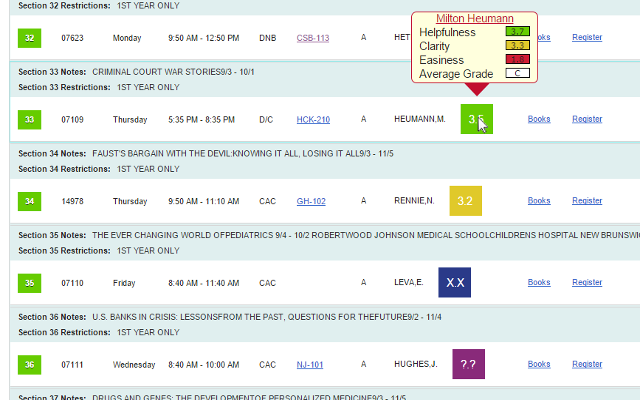 Section 32 Restrictions: 1ST YEAR ONLY
Milton Heumann
Helpfulness 3.7
Clarity 3.3
Easiness
Average Grade C
32 07623 Monday 9:50 AM - 12:50 PM DNB CSB-113 A HET Books Register
Section 33 Notes: CRIMINAL COURT WAR STORIES9/3 - 10/1
Section 33 Restrictions: 1ST YEAR ONLY
33 07109 Thursday 5:35 PM - 8:35 PM D/C HCK-210 A HEUMANN,M. Books Register
Section 34 Notes: FAUST'S BARGAIN WITH THE DEVIL:KNOWING IT ALL, LOSING IT ALL9/3 - 11/5
Section 34 Restrictions: 1ST YEAR ONLY
34 14978 Thursday 9:50 AM - 11:10 AM CAC GH-102 A RENNIE,N. 3.2 Books Register
Section 35 Notes: THE EVER CHANGING WORLD OFPEDIATRICS 9/4 - 10/2 ROBERTWOOD JOHNSON MEDICAL SCHOOLCHILDRENS HOSPITAL NEW BRUNSWI
Section 35 Restrictions: 1ST YEAR ONLY
35 07110 Friday 8:40 AM - 11:40 AM CAC A LEVA,E. X.X Books Register
Section 36 Notes: U.S. BANKS IN CRISIS: LESSONSFROM THE PAST, QUESTIONS FOR THEFUTURE9/2 - 11/4
Section 36 Restrictions: 1ST YEAR ONLY
36 07111 Wednesday 8:40 AM - 10:00 AM CAC NJ-101 A HUGHES,J. ?.? Books Register
Section 37 Notes: DRUGS AND GENES: THE DEVELOPMENTOF PERSONALIZED MEDICINE9/3 - 11/5